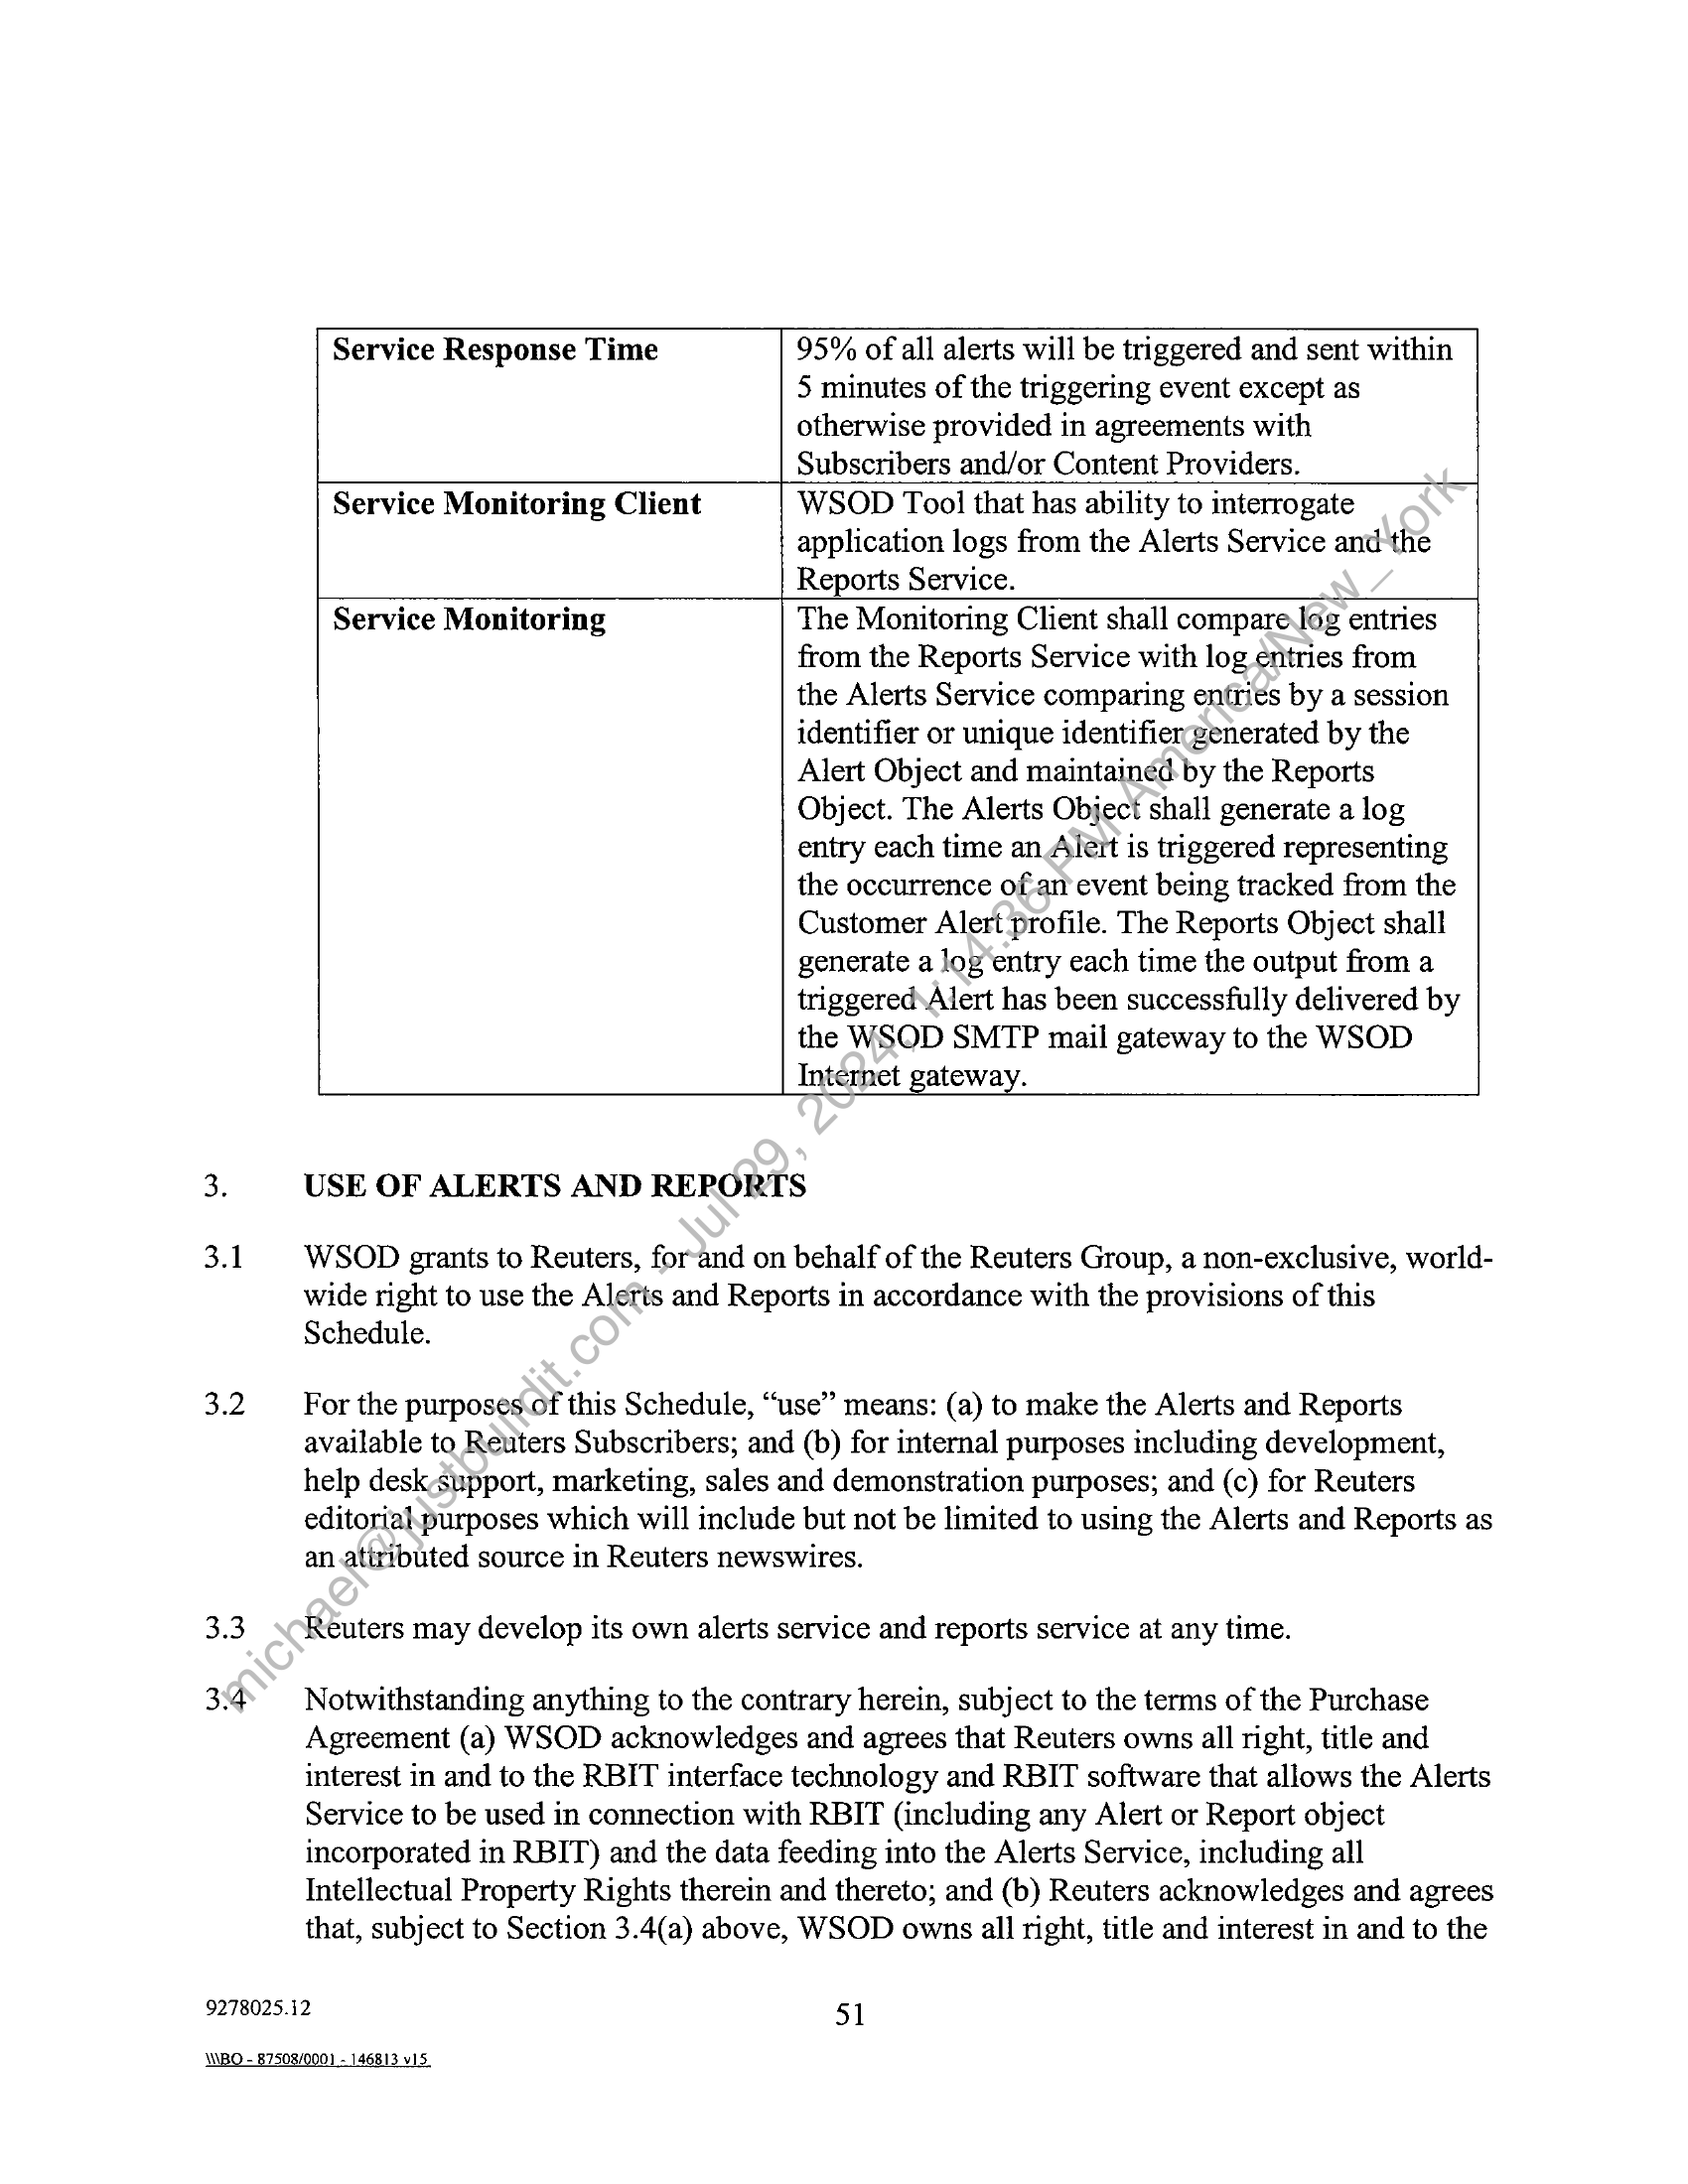 Service Response Time
95% of all alerts will be triggered and sent within
5 minutes of the triggering event except as
otherwise provided in agreements with
Subscribers and/or Content Providers.
Service Monitoring Client
WSOD Tool that has ability to interrogate
application logs from the Alerts Service and the
Reports Service.
Service Monitoring
The Monitoring Client shall compare log entries
from the Reports Service with log entries from
the Alerts Service comparing entries by a session
identifier or unique identifier generated by the
Alert Object and maintained by the Reports
Object. The Alerts Object shall generate a log
entry each time an Alert is triggered representing
the occurrence of an event being tracked from the
Customer Alert profile. The Reports Object shall
generate a log entry each time the output from a
triggered Alert has been successfully delivered by
the WSOD SMTP mail gateway to the WSOD
Internet gateway.
3. USE OF ALERTS AND REPORTS
3.1 WSOD grants to Reuters, for and on behalf of the Reuters Group, a non-exclusive, world-
wide right to use the Alerts and Reports in accordance with the provisions of this
Schedule.
3.2 For the purposes of this Schedule, “use” means: (a) to make the Alerts and Reports
available to Reuters Subscribers; and (b) for internal purposes including development,
help desk support, marketing, sales and demonstration purposes; and (c) for Reuters
editorial purposes which will include but not be limited to using the Alerts and Reports as
an attributed source in Reuters newswires.
3.3 Reuters may develop its own alerts service and reports service at any time.
3.4 Notwithstanding anything to the contrary herein, subject to the terms of the Purchase
Agreement (a) WSOD acknowledges and agrees that Reuters owns all right, title and
interest in and to the RBIT interface technology and RBIT software that allows the Alerts
Service to be used in connection with RBIT (including any Alert or Report object
incorporated in RBIT) and the data feeding into the Alerts Service, including all
Intellectual Property Rights therein and thereto; and (b) Reuters acknowledges and agrees
that, subject to Section 3.4(a) above, WSOD owns all right, title and interest in and to the
9278025.12
51
\\\BO - 87508/0001 - 146813 v15
michael@justbuildit.com - Jul 29, 2024, 1:14:36 PM America/New_York